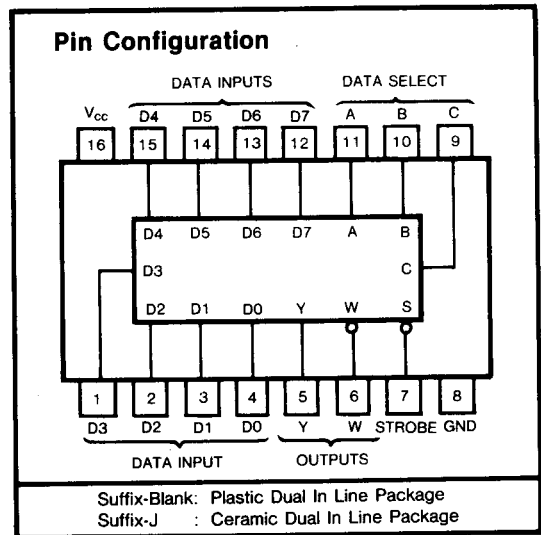 Pin Configuration
DATA INPUTS DATA SELECT
Vcc D4 D5 D6 D7 A B C
16 15 14 13 12 11 10 9
D4 D5 D6 D7 A B
D3 C
D2 D1 D0 Y W S
1 2 3 4 5 6 7 8
D3 D2 D1 D0 Y W STROBE GND
DATA INPUT OUTPUTS
Suffix-Blank: Plastic Dual In Line Package
Suffix-J : Ceramic Dual In Line Package